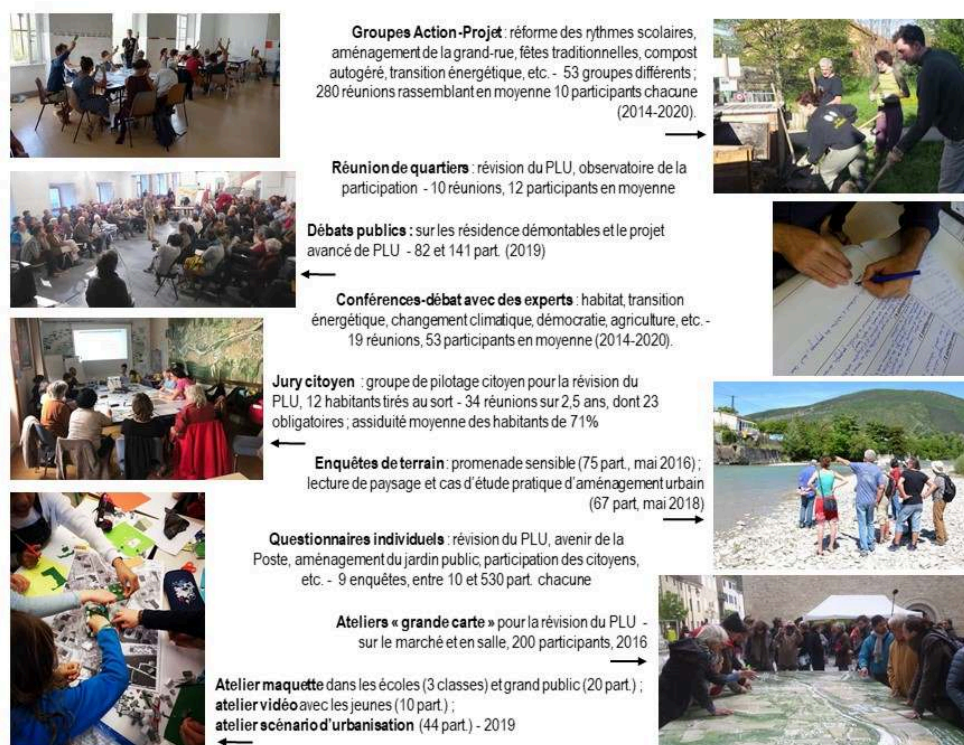 Groupes Action-Projet : réforme des rythmes scolaires,
aménagement de la grand-rue, fêtes traditionnelles, compost
autogéré, transition énergétique, etc. - 53 groupes différents ;
280 réunions rassemblant en moyenne 10 participants chacune
(2014-2020).
Réunion de quartiers : révision du PLU, observatoire de la
participation - 10 réunions, 12 participants en moyenne
Débats publics : sur les résidence démontables et le projet
avancé de PLU - 82 et 141 part. (2019)
Conférences-débat avec des experts : habitat, transition
énergétique, changement climatique, démocratie, agriculture, etc. -
19 réunions, 53 participants en moyenne (2014-2020).
Jury citoyen : groupe de pilotage citoyen pour la révision du
PLU, 12 habitants tirés au sort - 34 réunions sur 2,5 ans, dont 23
obligatoires ; assiduité moyenne des habitants de 71%
Enquêtes de terrain : promenade sensible (75 part., mai 2016) ;
lecture de paysage et cas d'étude pratique d'aménagement urbain
(67 part, mai 2018)
Questionnaires individuels : révision du PLU, avenir de la
Poste, aménagement du jardin public, participation des citoyens,
etc. - 9 enquêtes, entre 10 et 530 part. chacune
Ateliers « grande carte » pour la révision du PLU -
sur le marché et en salle, 200 participants, 2016
Atelier maquette dans les écoles (3 classes) et grand public (20 part.) ;
atelier vidéo avec les jeunes (10 part.) ;
atelier scénario d'urbanisation (44 part.) - 2019